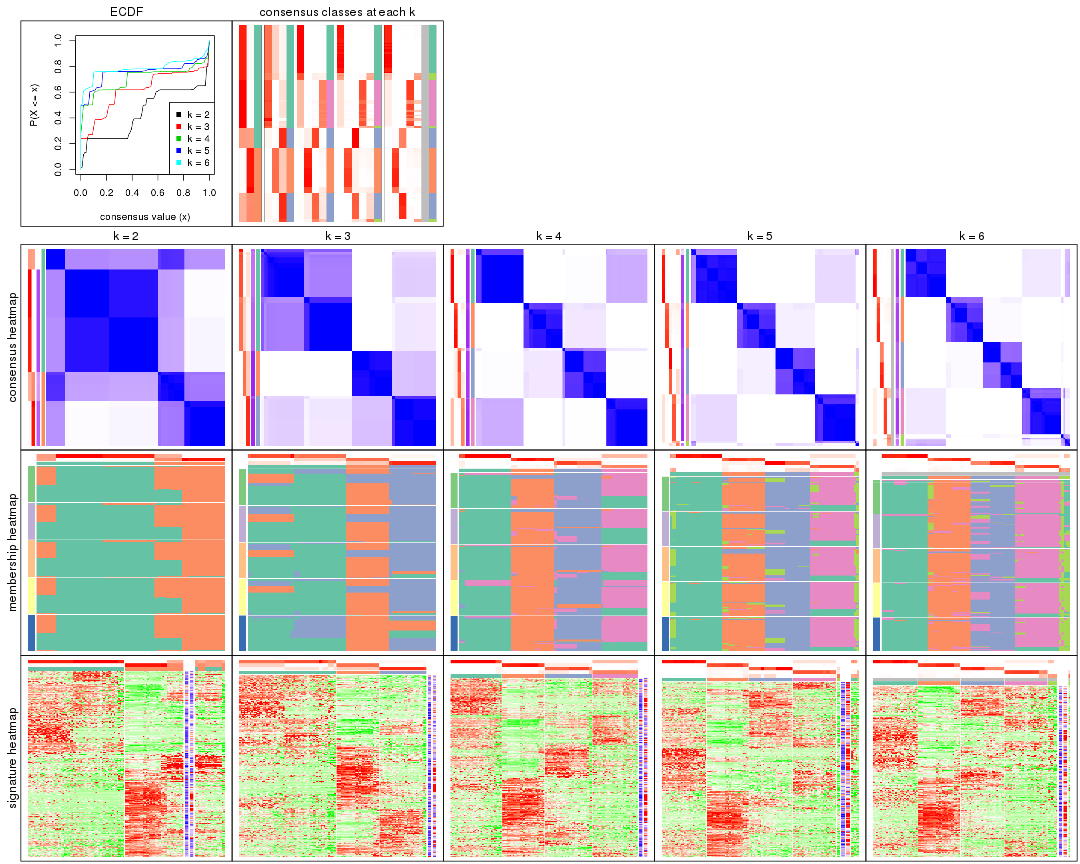 ECDF
consensus classes at each k
P(X <= x)
1.0
0.8
0.6
0.4
0.2
0.0
k = 2
k = 3
k = 4
k = 5
k = 6
0.0 0.2 0.4 0.6 0.8 1.0
consensus value (x)
k = 2 k = 3 k = 4 k = 5 k = 6
consensus heatmap
membership heatmap
signature heatmap